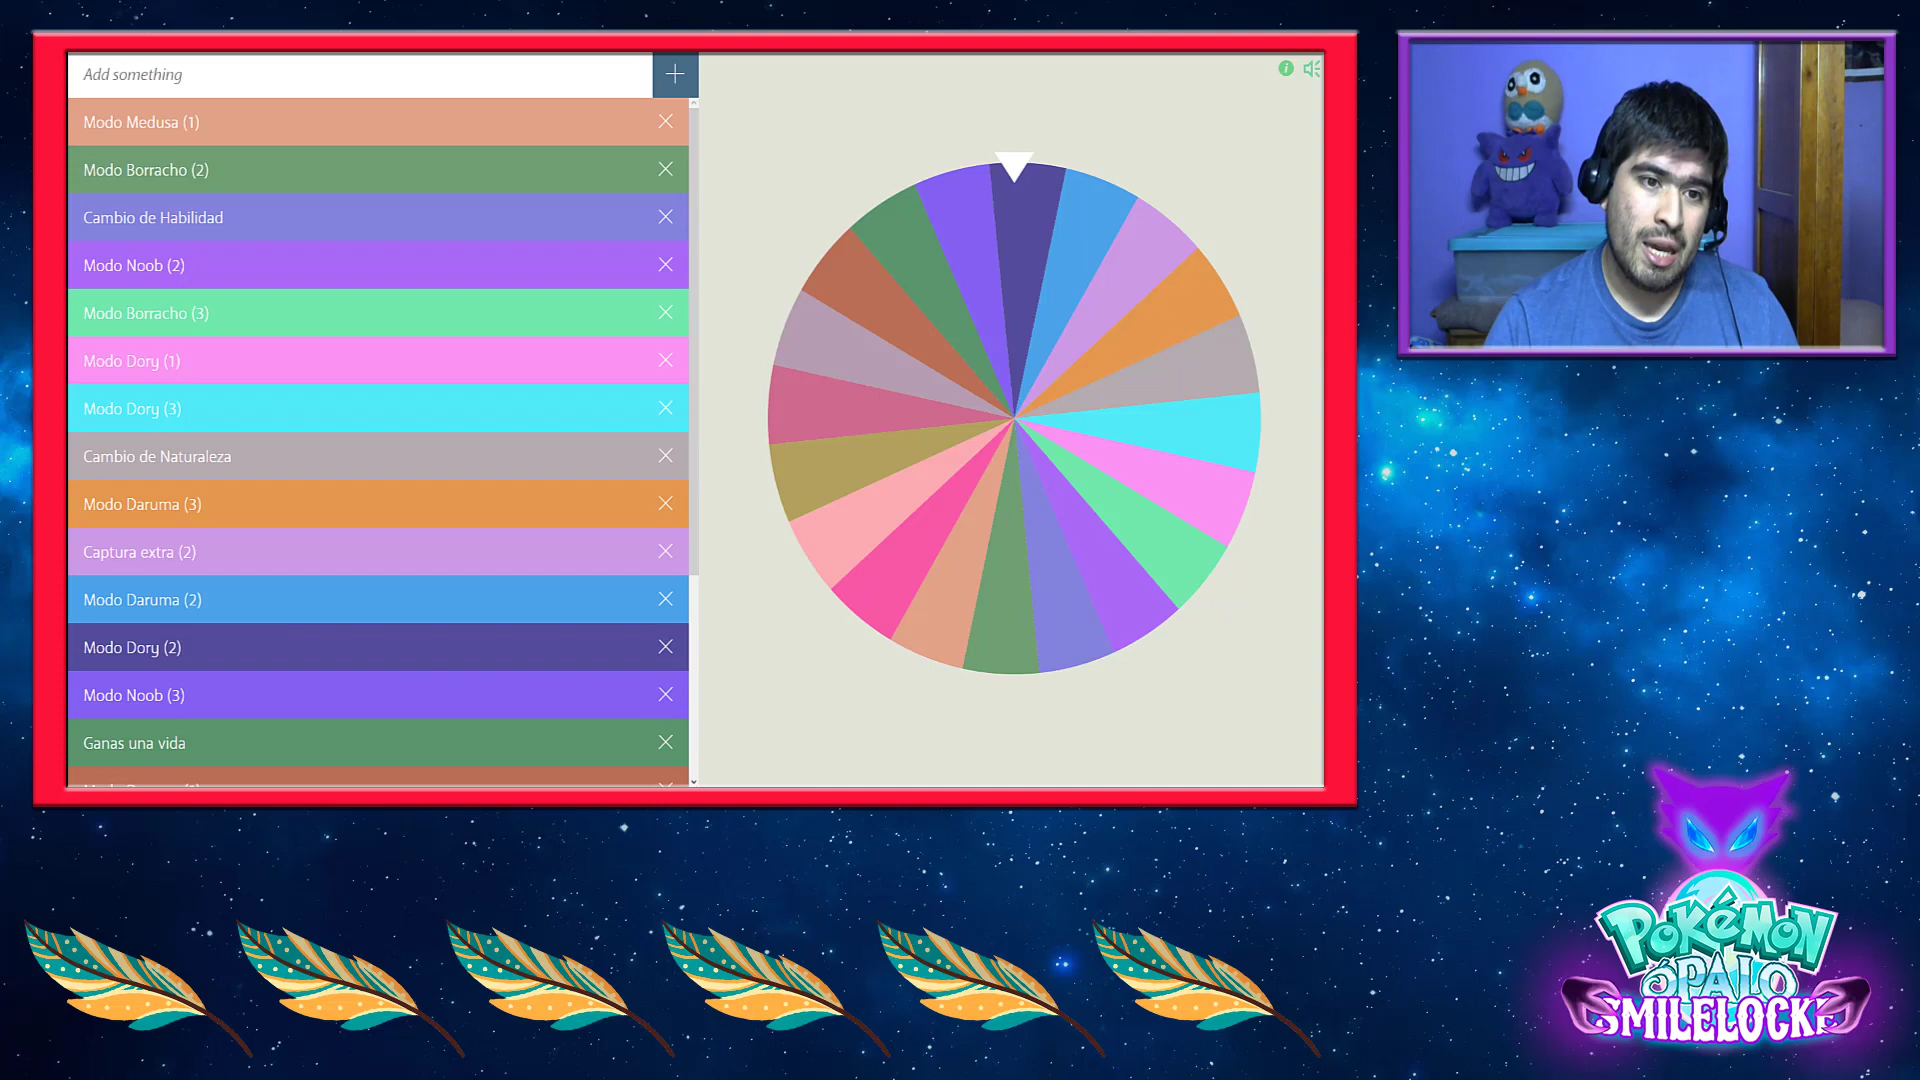 Add something
Modo Medusa (1)
Modo Borracho (2)
Cambio de Habilidad
Modo Noob (2)
Modo Borracho (3)
Modo Dory (1)
Modo Dory (3)
Cambio de Naturaleza
Modo Daruma (3)
Captura extra (2)
Modo Daruma (2)
Modo Dory (2)
Modo Noob (3)
Ganas una vida
POKÉMON
ÓPALO
SMILELOCKE